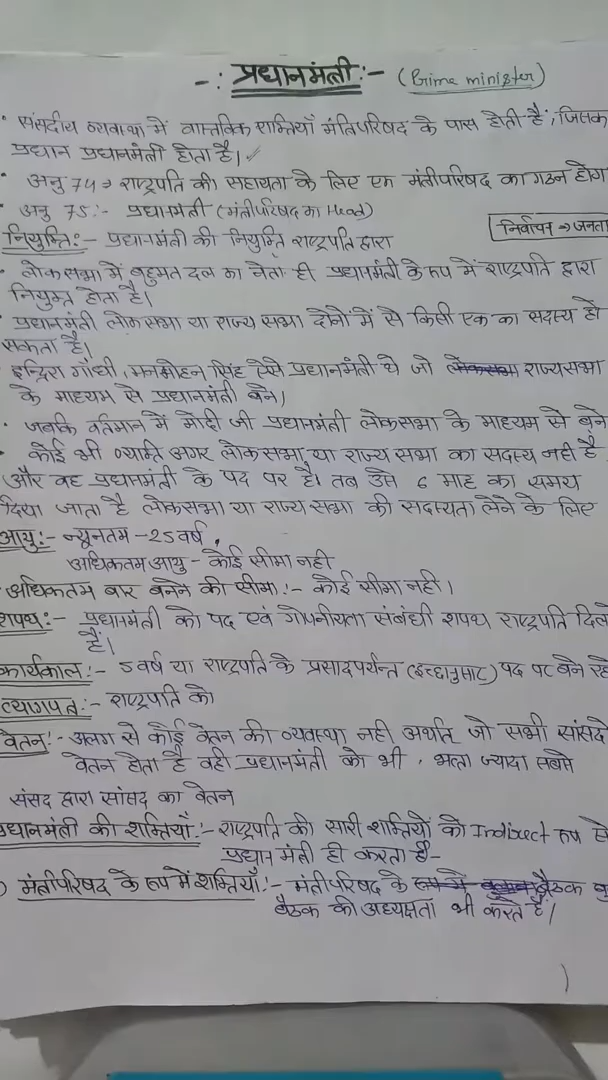 -: प्रधानमंत्री :- (Prime minister)
• संसदीय व्यवस्था में वास्तविक शक्तियाँ मंत्रिपरिषद के पास होती हैं, जिसक
प्रधान प्रधानमंत्री होता है। ✓
• अनु 74 → राष्ट्रपति की सहायता के लिए एक मंत्रीपरिषद का गठन होग
• अनु 75 :- प्रधानमंत्री (मंत्रीपरिषद का Head)
निर्वाचन → जनता
नियुक्ति :- प्रधानमंत्री की नियुक्ति राष्ट्रपति द्वारा
• लोकसभा में बहुमत दल का नेता ही प्रधानमंत्री के रूप में राष्ट्रपति द्वारा
नियुक्त होता है।
• प्रधानमंत्री लोकसभा या राज्य सभा दोनों में से किसी एक का सदस्य हो
सकता है।
• इन्दिरा गाँधी, मनमोहन सिंह ऐसे प्रधानमंत्री थे जो लोकसभा राज्यसभा
के माध्यम से प्रधानमंत्री बने।
• जबकि वर्तमान में मोदी जी प्रधानमंत्री लोकसभा के माध्यम से बने
• कोई भी व्यक्ति अगर लोकसभा या राज्य सभा का सदस्य नही है
और वह प्रधानमंत्री के पद पर है। तब उसे 6 माह का समय
दिया जाता है लोकसभा या राज्य सभा की सदस्यता लेने के लिए
आयु :- न्यूनतम - 25 वर्ष,
अधिकतम आयु - कोई सीमा नही
अधिकतम बार बनने की सीमा :- कोई सीमा नही।
शपथ :- प्रधानमंत्री को पद एवं गोपनीयता संबंधी शपथ राष्ट्रपति दिल
हैं।
कार्यकाल :- 5 वर्ष या राष्ट्रपति के प्रसादपर्यन्त (इच्छानुसार) पद पर बने रहे
त्यागपत्र :- राष्ट्रपति को
वेतन :- अलग से कोई वेतन की व्यवस्था नही अर्थात् जो सभी सांसदो
वेतन होता है वही प्रधानमंत्री को भी, भत्ता ज्यादा सबसे
संसद द्वारा सांसद का वेतन
प्रधानमंत्री की शक्तियाँ :- राष्ट्रपति की सारी शक्तियों को Indirect रूप से
प्रधान मंत्री ही करता है -
) मंत्रीपरिषद के रूप में शक्तियाँ :- मंत्रीपरिषद के बैठक बु
बैठक की अध्यक्षता भी करते हैं।